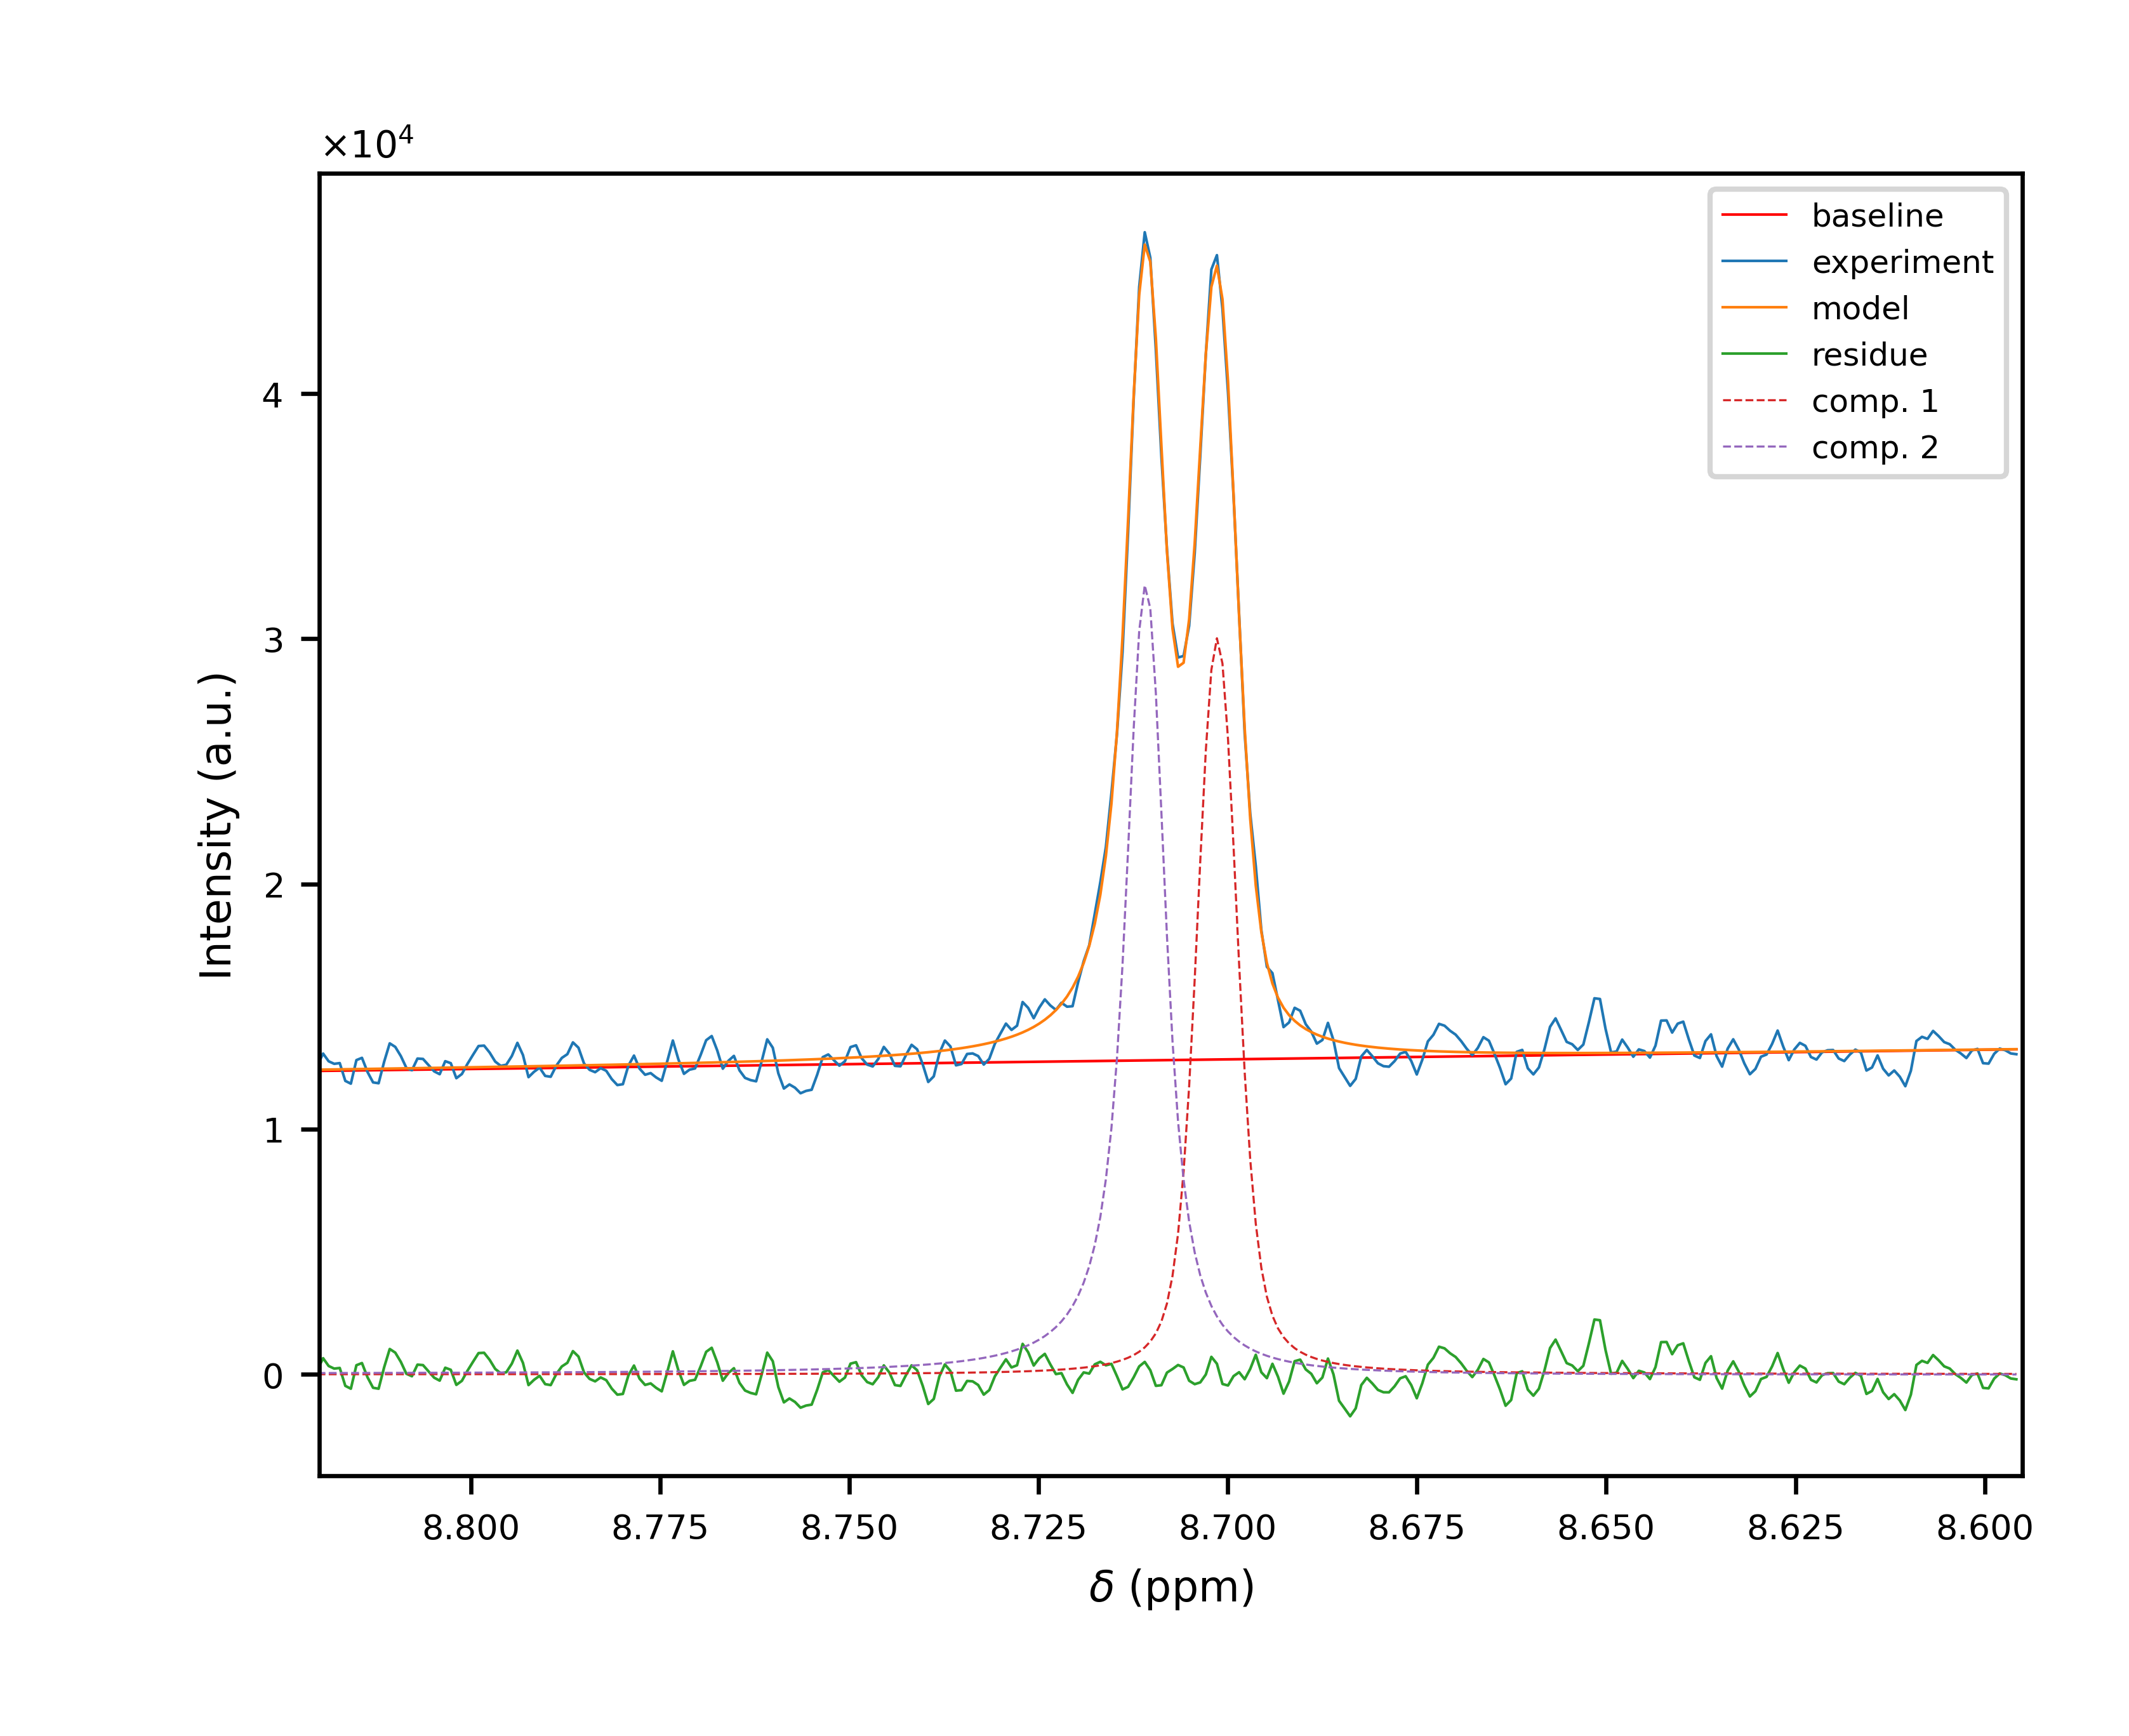 ×10⁴
baseline
experiment
model
residue
comp. 1
comp. 2
Intensity (a.u.)
4
3
2
1
0
8.800 8.775 8.750 8.725 8.700 8.675 8.650 8.625 8.600
δ (ppm)